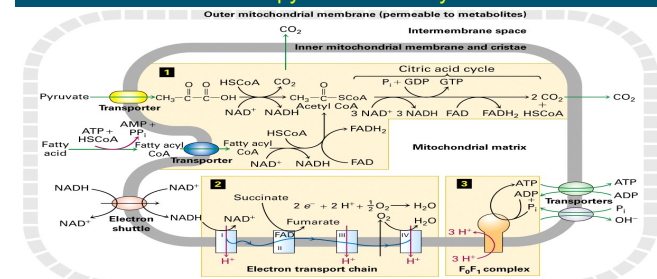 Outer mitochondrial membrane (permeable to metabolites)
CO2
Intermembrane space
Inner mitochondrial membrane and cristae
1
Citric acid cycle
HSCoA
CO2
Pi + GDP
GTP
Pyruvate
Transporter
CH3—C—C—OH
O O
CH3—C—SCoA
O
Acetyl CoA
2 CO2
+
HSCoA
CO2
NAD+
NADH
3 NAD+
3 NADH
FAD
FADH2
ATP +
HSCoA
AMP +
PPi
Fatty
acid
Fatty acyl
CoA
Transporter
Fatty acyl
CoA
HSCoA
FADH2
NAD+
NADH
FAD
Mitochondrial matrix
NADH
NAD+
NAD+
Electron
shuttle
NADH
2
Succinate
2 e- + 2 H+ + 1/2 O2 → H2O
NAD+
Fumarate
O2
H2O
I
FAD
II
III
IV
H+
H+
H+
Electron transport chain
3
ATP
ADP
+
Pi
3 H+
3 H+
F0F1 complex
ATP
ADP
Transporters
Pi
OH-